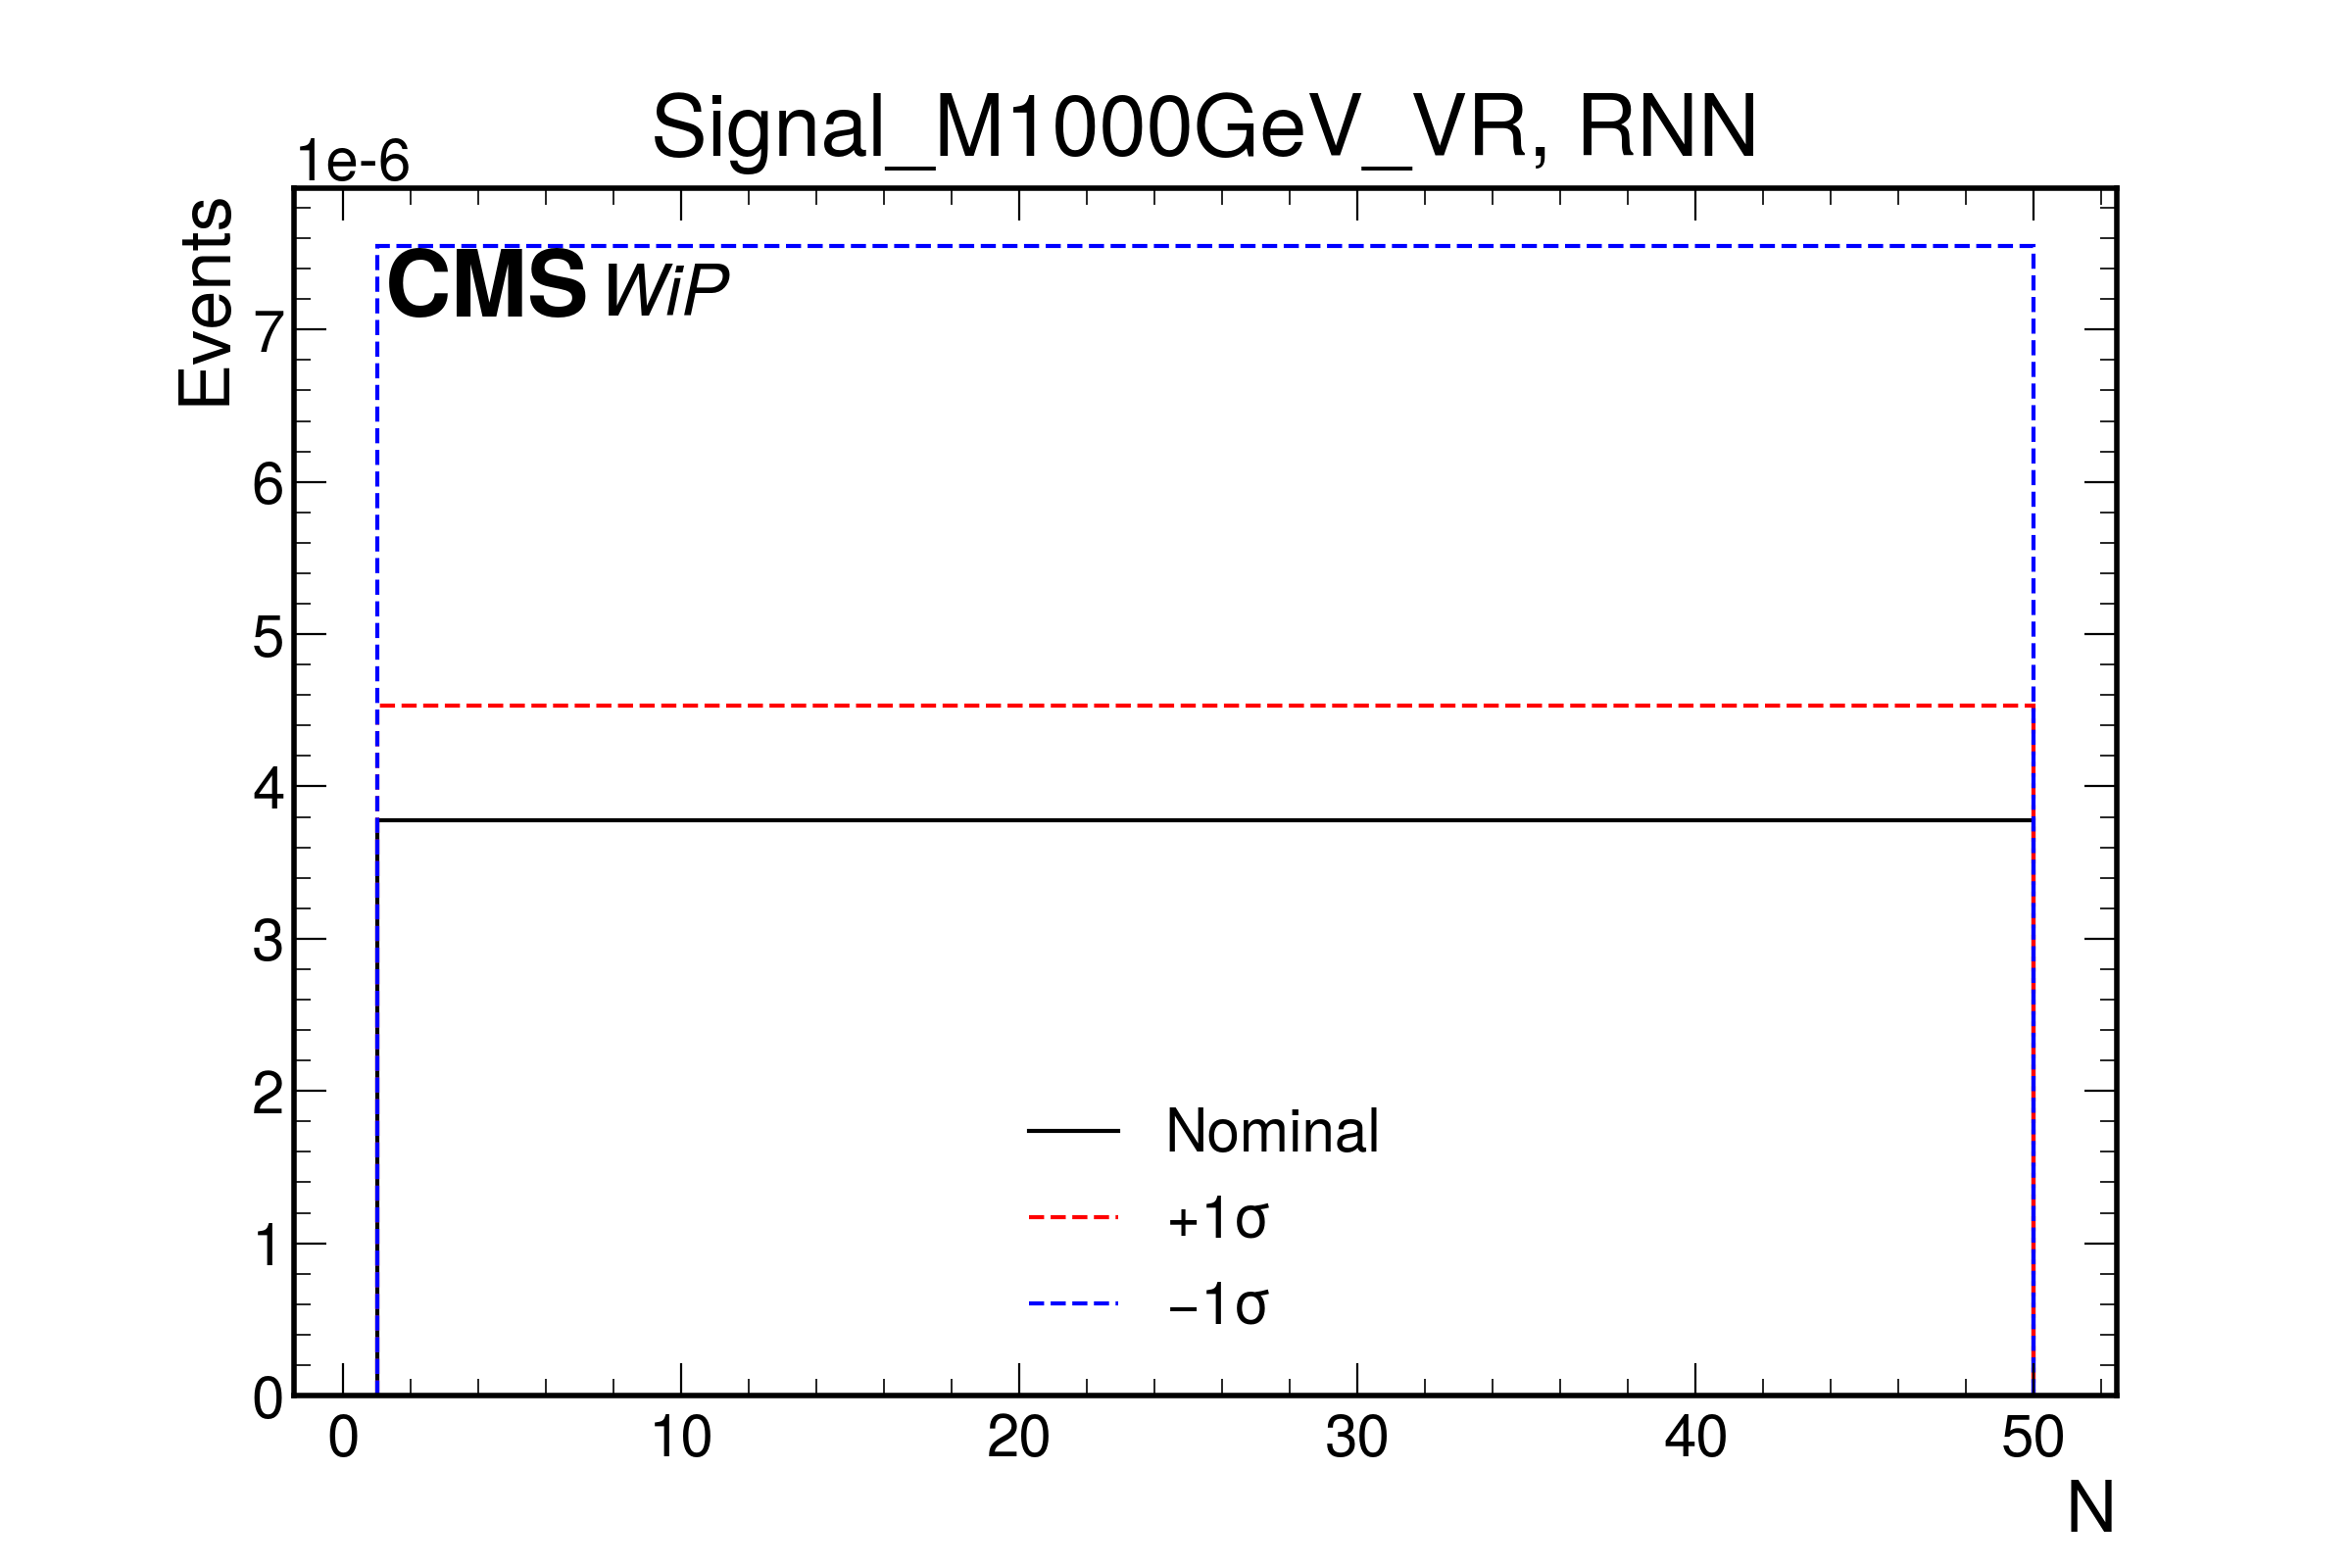 Signal_M1000GeV_VR, RNN
1e-6
Events
CMS WiP
7
6
5
4
3
2
1
0
Nominal
+1σ
−1σ
0 10 20 30 40 50
N